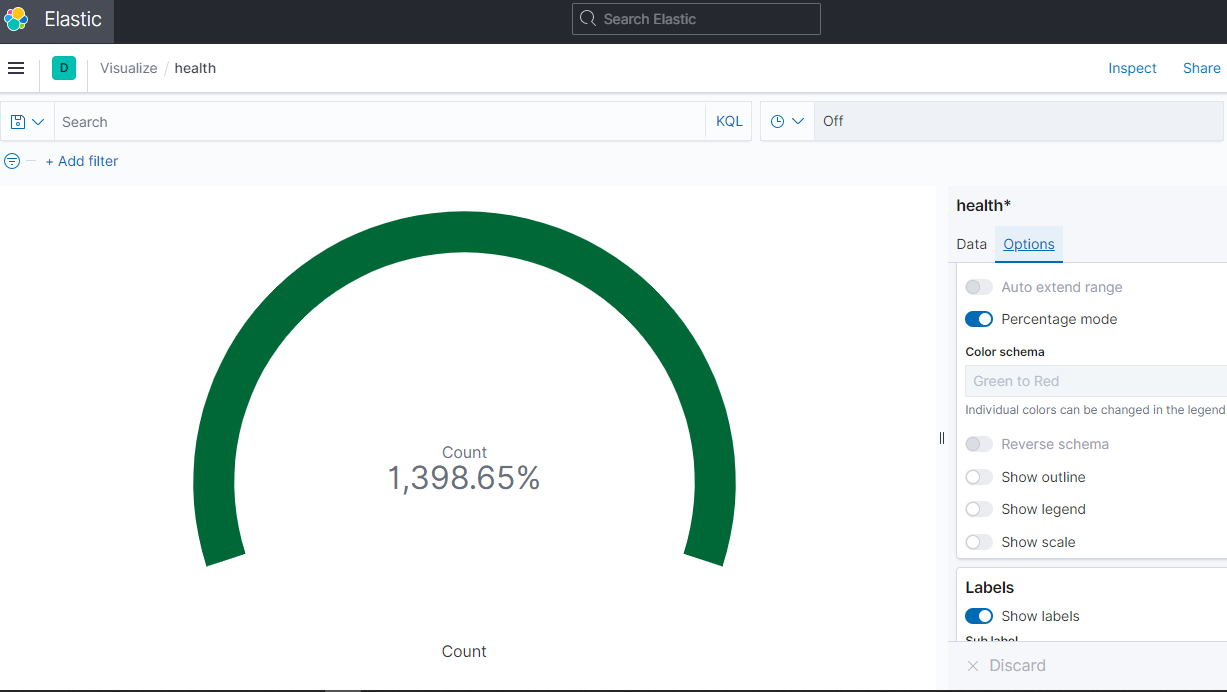 Elastic
Search Elastic
D
Visualize / health
Inspect
Share
Search
KQL
Off
+ Add filter
health*
Data
Options
Auto extend range
Percentage mode
Color schema
Green to Red
Individual colors can be changed in the legend
Reverse schema
Show outline
Show legend
Show scale
Labels
Show labels
Sub label
Discard
Count
1,398.65%
Count